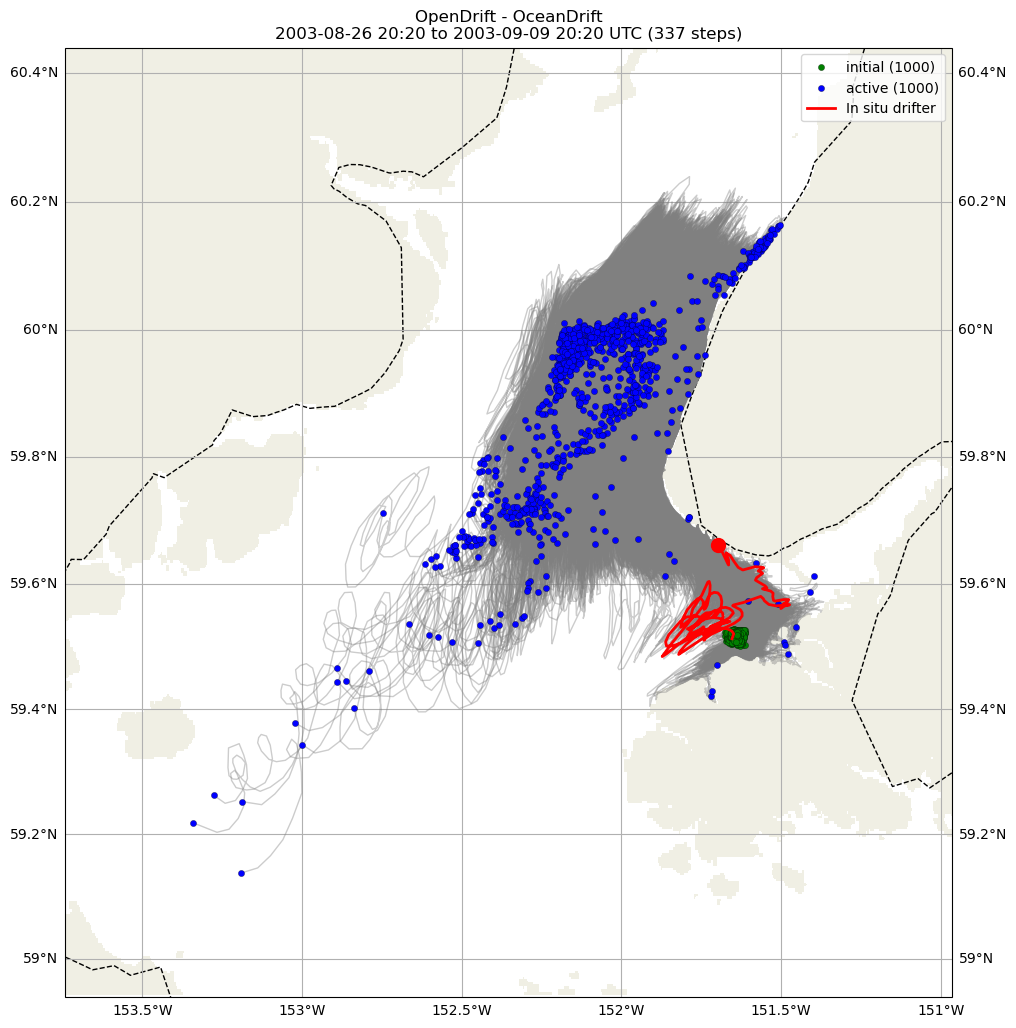 OpenDrift - OceanDrift
2003-08-26 20:20 to 2003-09-09 20:20 UTC (337 steps)
initial (1000)
active (1000)
In situ drifter
60.4°N 60.4°N
60.2°N 60.2°N
60°N 60°N
59.8°N 59.8°N
59.6°N 59.6°N
59.4°N 59.4°N
59.2°N 59.2°N
59°N 59°N
153.5°W 153°W 152.5°W 152°W 151.5°W 151°W